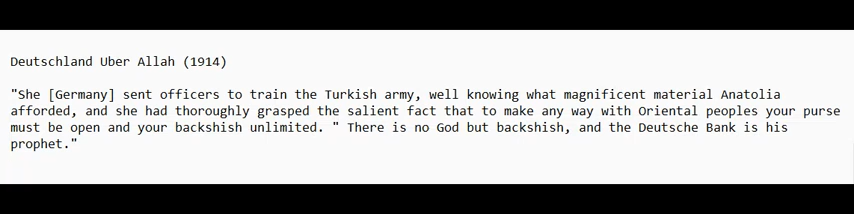 Deutschland Uber Allah (1914)
"She [Germany] sent officers to train the Turkish army, well knowing what magnificent material Anatolia
afforded, and she had thoroughly grasped the salient fact that to make any way with Oriental peoples your purse
must be open and your backshish unlimited. " There is no God but backshish, and the Deutsche Bank is his
prophet."